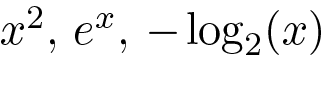 x², eˣ, −log₂(x)